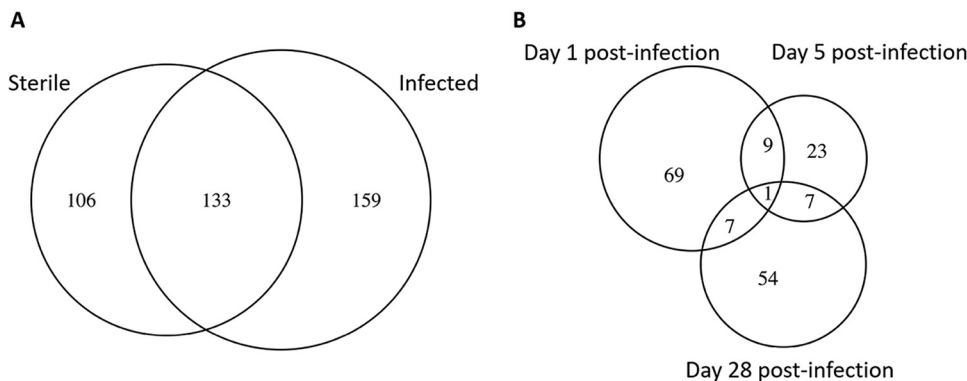 A
B
Day 1 post-infection
Day 5 post-infection
Sterile
Infected
106
133
159
9
23
69
1
7
7
54
Day 28 post-infection